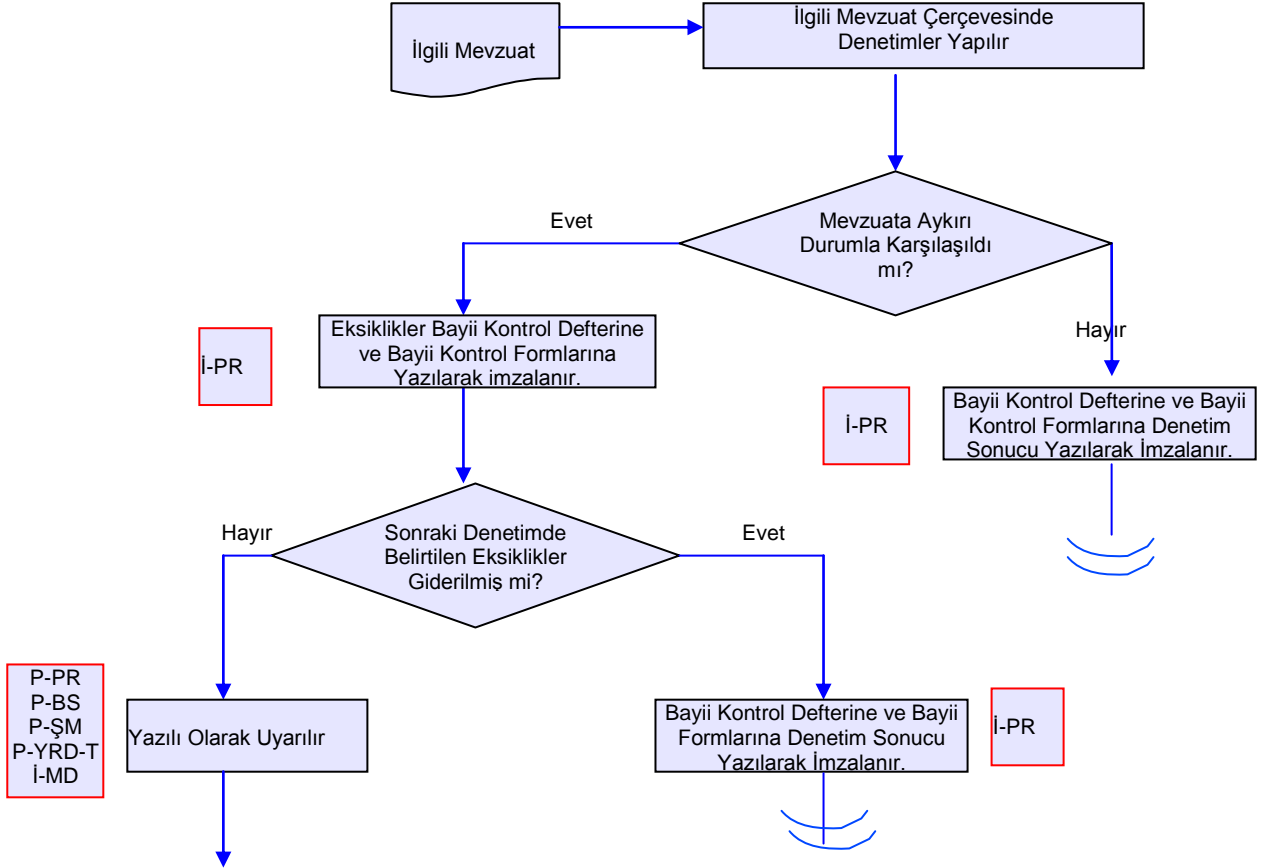 İlgili Mevzuat
İlgili Mevzuat Çerçevesinde
Denetimler Yapılır
Mevzuata Aykırı
Durumla Karşılaşıldı
mı?
Evet
Hayır
İ-PR
Eksiklikler Bayii Kontrol Defterine
ve Bayii Kontrol Formlarına
Yazılarak imzalanır.
İ-PR
Bayii Kontrol Defterine ve Bayii
Kontrol Formlarına Denetim
Sonucu Yazılarak İmzalanır.
Hayır
Sonraki Denetimde
Belirtilen Eksiklikler
Giderilmiş mi?
Evet
P-PR
P-BS
P-ŞM
P-YRD-T
İ-MD
Yazılı Olarak Uyarılır
Bayii Kontrol Defterine ve Bayii
Formlarına Denetim Sonucu
Yazılarak İmzalanır.
İ-PR